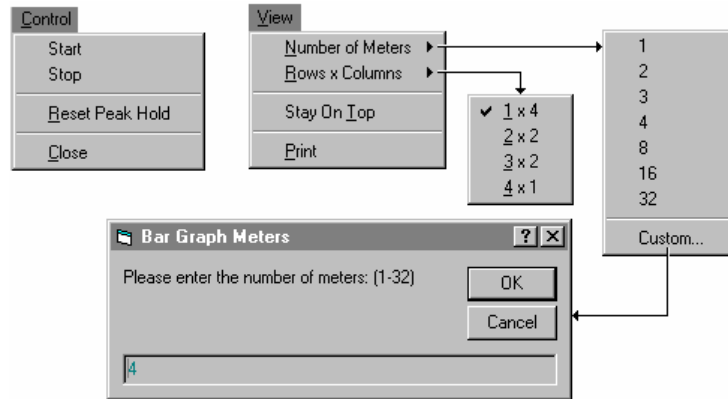 Control
Start
Stop
Reset Peak Hold
Close
View
Number of Meters
Rows x Columns
Stay On Top
Print
1 x 4
2 x 2
3 x 2
4 x 1
1
2
3
4
8
16
32
Custom...
Bar Graph Meters
Please enter the number of meters: (1-32)
OK
Cancel
4